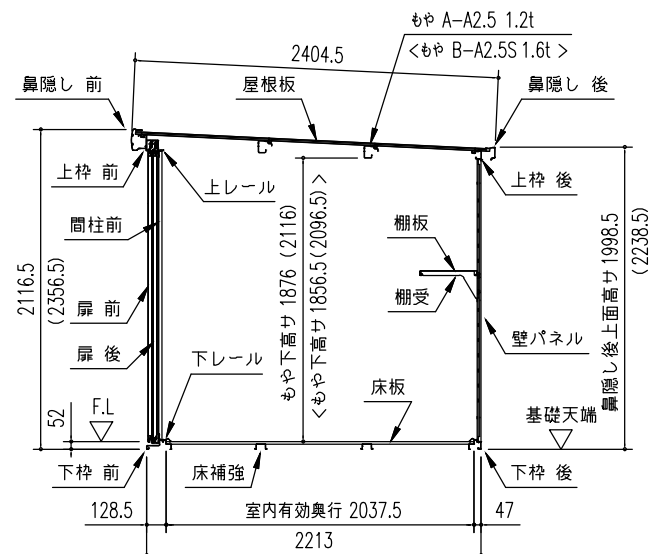 もや A-A2.5 1.2t
<もや B-A2.5S 1.6t >
2404.5
鼻隠し 前
屋根板
鼻隠し 後
上枠 前
上レール
上枠 後
間柱前
棚板
棚受
扉 前
扉 後
壁パネル
下レール
床板
2116.5
(2356.5)
もや下高サ 1876 (2116)
<もや下高サ 1856.5 (2096.5) >
鼻隠し後上面高サ 1998.5
(2238.5)
52
F.L
基礎天端
下枠 前
床補強
下枠 後
128.5
室内有効奥行 2037.5
47
2213